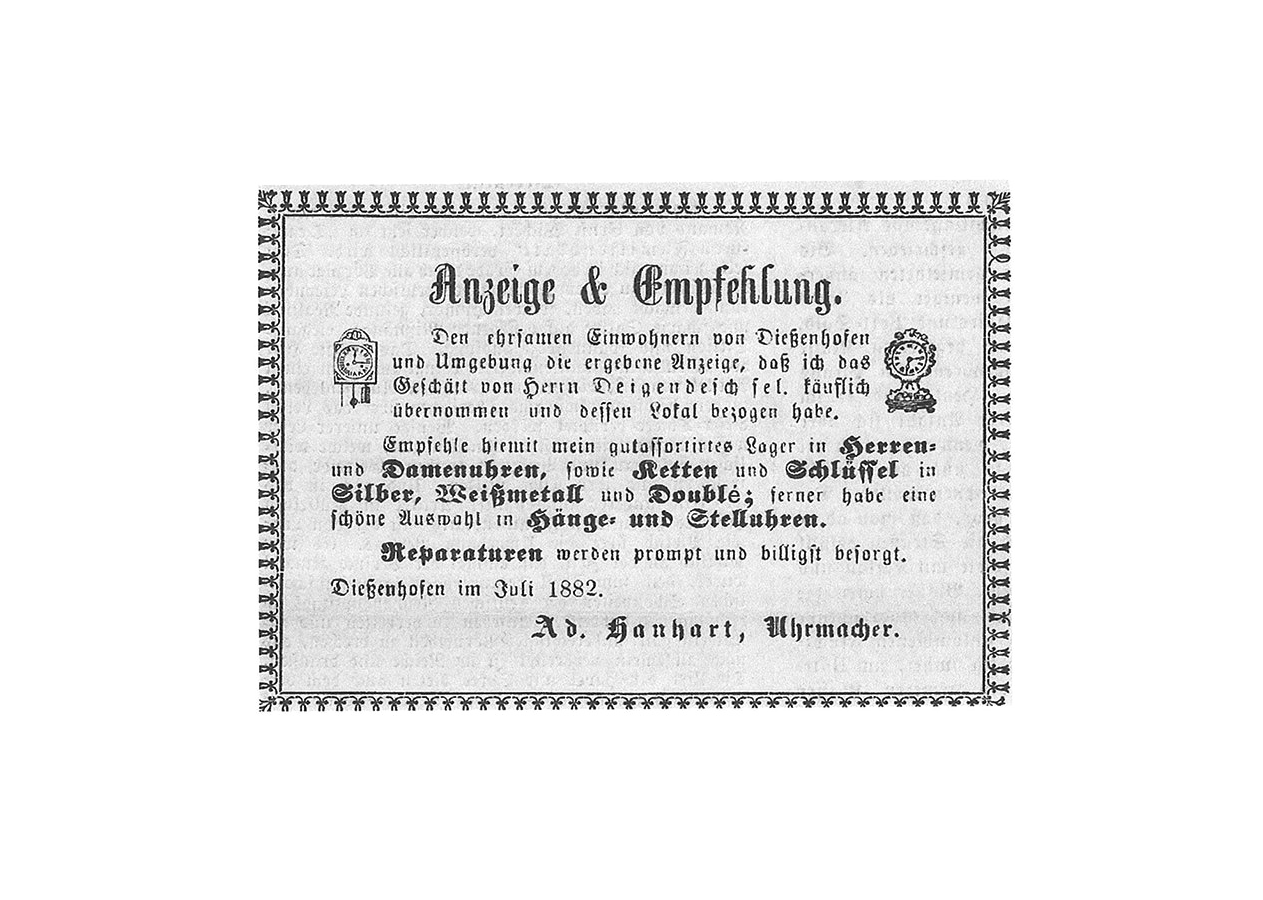 Anzeige & Empfehlung.
Den ehrsamen Einwohnern von Dießenhofen
und Umgebung die ergebene Anzeige, daß ich das
Geschäft von Herrn Deigendesch sel. käuflich
übernommen und dessen Lokal bezogen habe.
Empfehle hiemit mein gutassortirtes Lager in Herren-
und Damenuhren, sowie Ketten und Schlüssel in
Silber, Weißmetall und Doublé; ferner habe eine
schöne Auswahl in Hänge- und Stelluhren.
Reparaturen werden prompt und billigst besorgt.
Dießenhofen im Juli 1882.
Ad. Hanhart, Uhrmacher.